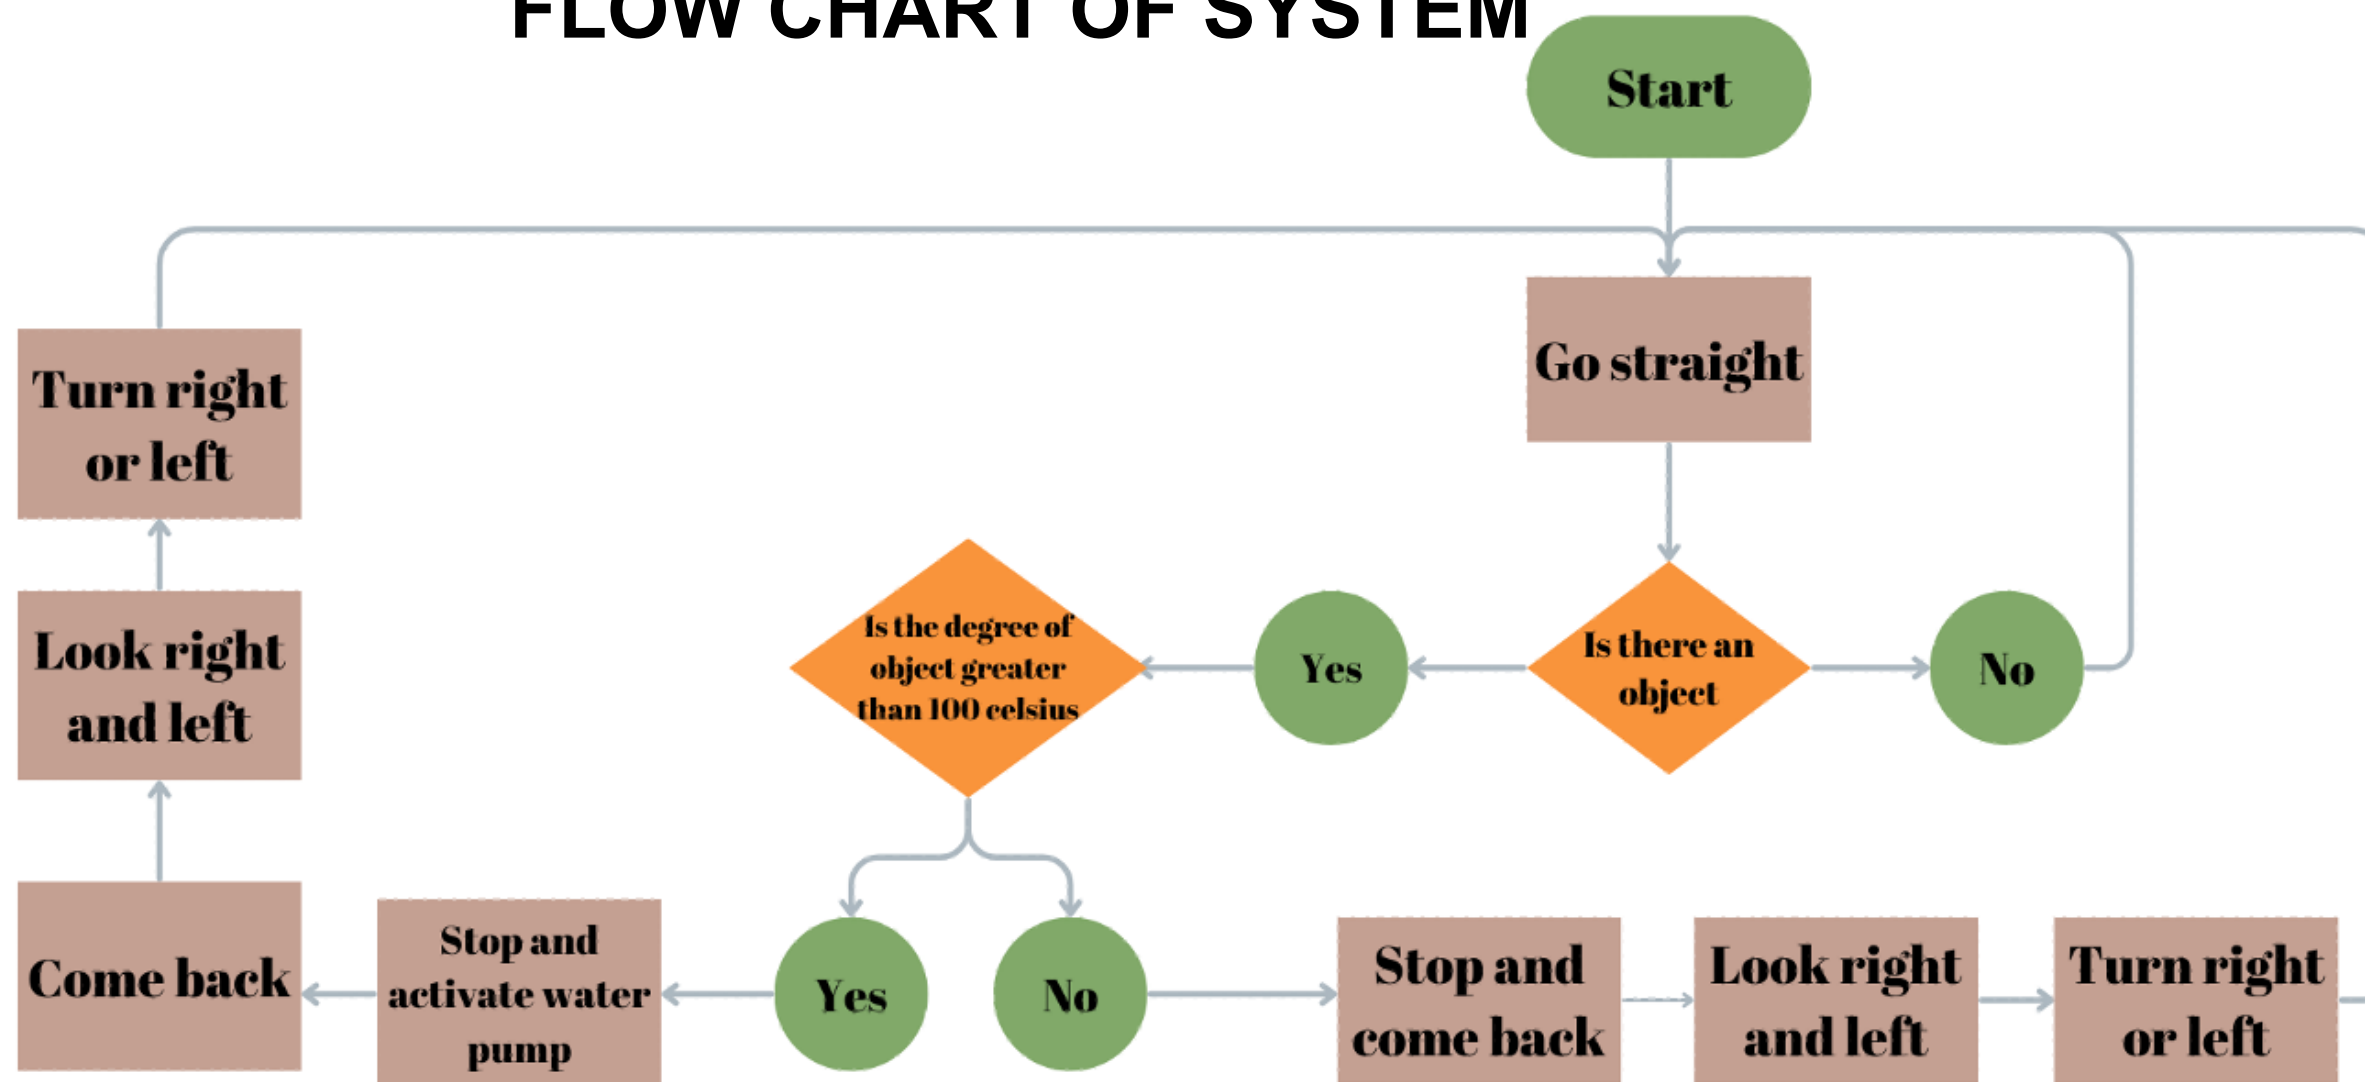 FLOW CHART OF SYSTEM
Start
Go straight
Turn right
or left
Is the degree of
object greater
than 100 celsius
Yes
Is there an
object
No
Look right
and left
Come back
Stop and
activate water
pump
Yes
No
Stop and
come back
Look right
and left
Turn right
or left